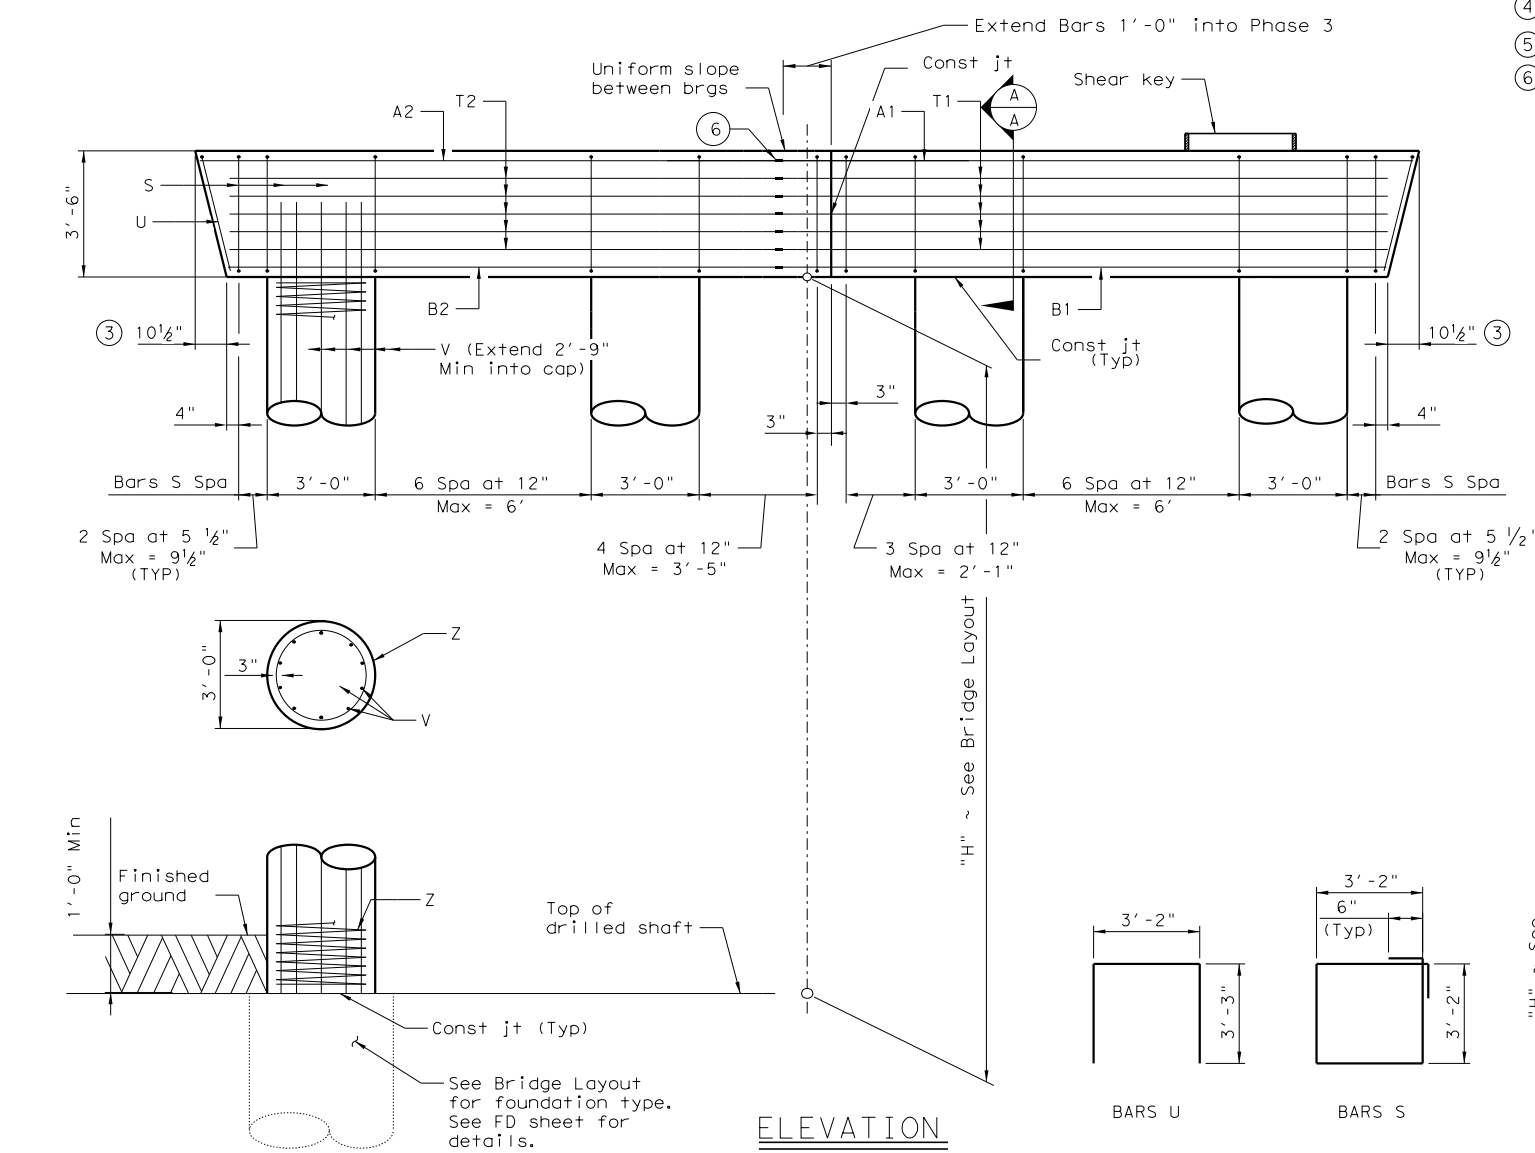 Extend Bars 1'-0" into Phase 3
4
5
6
Const jt
Uniform slope
between brgs
Shear key
A
A
T2
A2
6
A1
T1
S
U
3'-6"
B2
B1
3
10½"
10½"
3
V (Extend 2'-9"
Min into cap)
Const jt
(Typ)
4"
3"
3"
4"
Bars S Spa
3'-0"
6 Spa at 12"
Max = 6'
3'-0"
3'-0"
6 Spa at 12"
Max = 6'
3'-0"
Bars S Spa
2 Spa at 5 ½"
Max = 9½"
(TYP)
4 Spa at 12"
Max = 3'-5"
3 Spa at 12"
Max = 2'-1"
2 Spa at 5 1/2"
Max = 9½"
(TYP)
Z
3'-0"
3"
V
"H" ~ See Bridge Layout
1'-0" Min
Finished
ground
Z
Top of
drilled shaft
Const jt (Typ)
See Bridge Layout
for foundation type.
See FD sheet for
details.
ELEVATION
3'-2"
3'-3"
BARS U
3'-2"
6"
(Typ)
3'-2"
BARS S
"H" ~ See